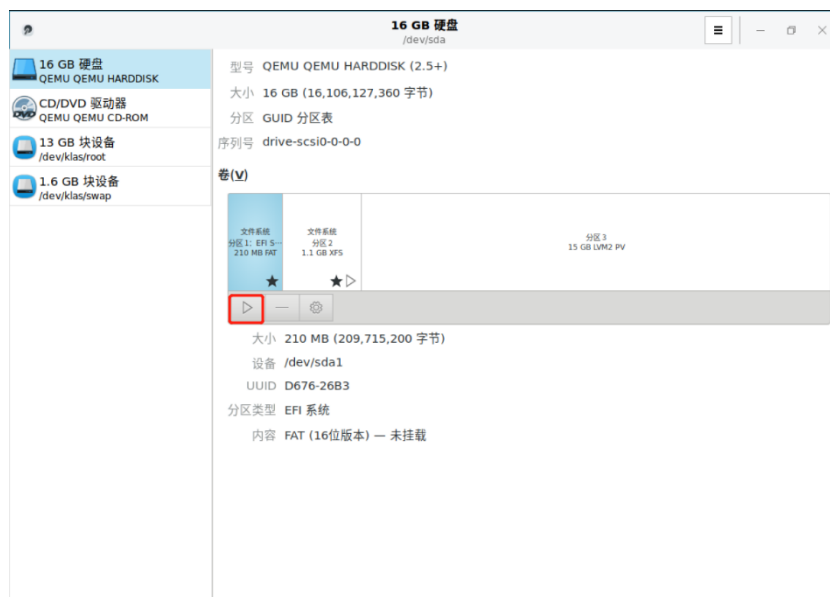 16 GB 硬盘
/dev/sda
16 GB 硬盘
QEMU QEMU HARDDISK
CD/DVD 驱动器
QEMU QEMU CD-ROM
13 GB 块设备
/dev/klas/root
1.6 GB 块设备
/dev/klas/swap
型号 QEMU QEMU HARDDISK (2.5+)
大小 16 GB (16,106,127,360 字节)
分区 GUID 分区表
序列号 drive-scsi0-0-0-0
卷(V)
文件系统
分区 1: EFI S…
210 MB FAT
文件系统
分区 2
1.1 GB XFS
分区 3
15 GB LVM2 PV
大小 210 MB (209,715,200 字节)
设备 /dev/sda1
UUID D676-26B3
分区类型 EFI 系统
内容 FAT (16位版本) — 未挂载